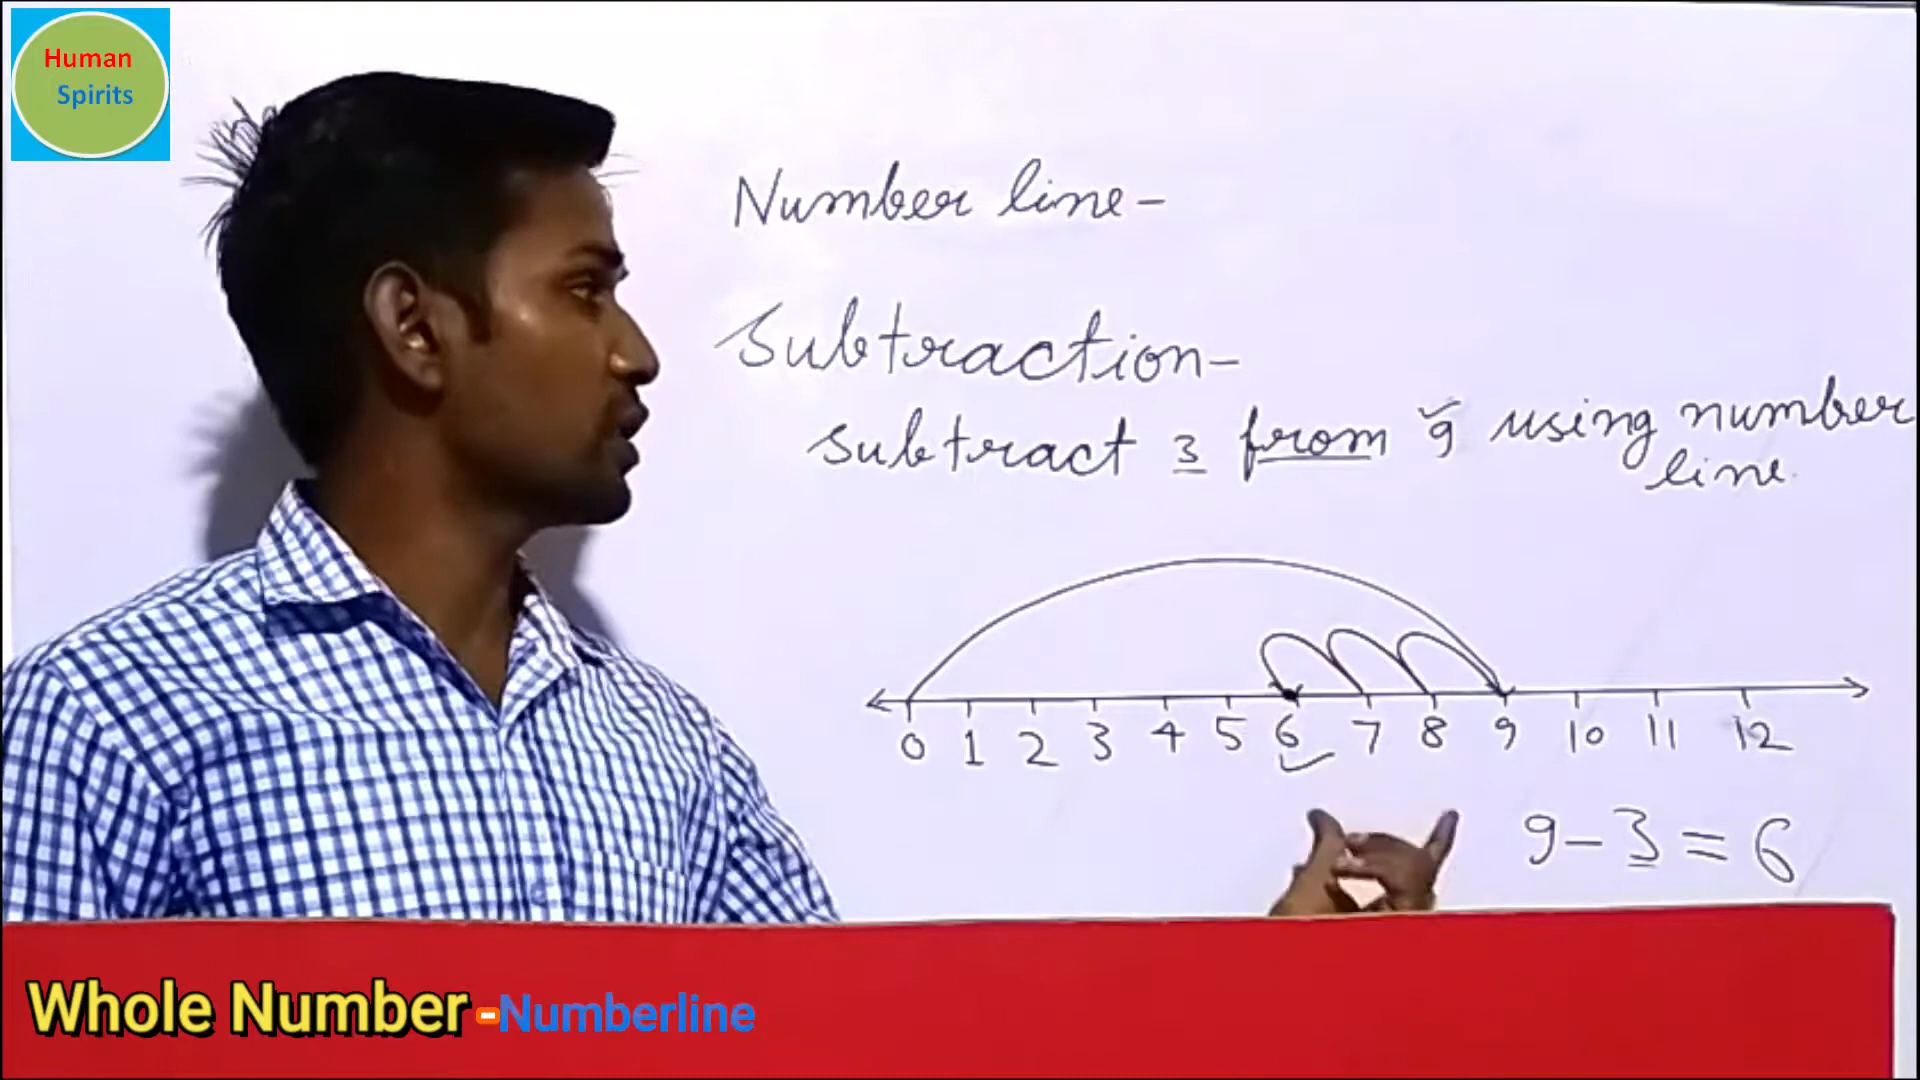 Human
Spirits
Number line-
Subtraction-
Subtract 3 from 9 using number
line.
0 1 2 3 4 5 6 7 8 9 10 11 12
9-3=6
Whole Number-Numberline